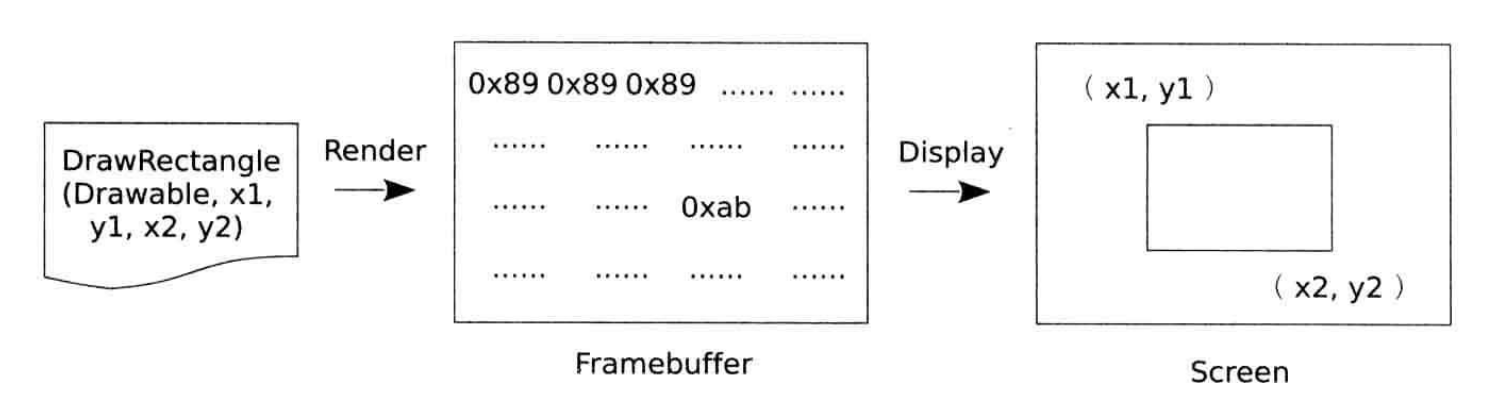 DrawRectangle
(Drawable, x1,
y1, x2, y2)
Render
0x89 0x89 0x89 ...... ......
...... ...... ...... ......
...... ...... 0xab ......
...... ...... ...... ......
Framebuffer
Display
( x1, y1 )
( x2, y2 )
Screen